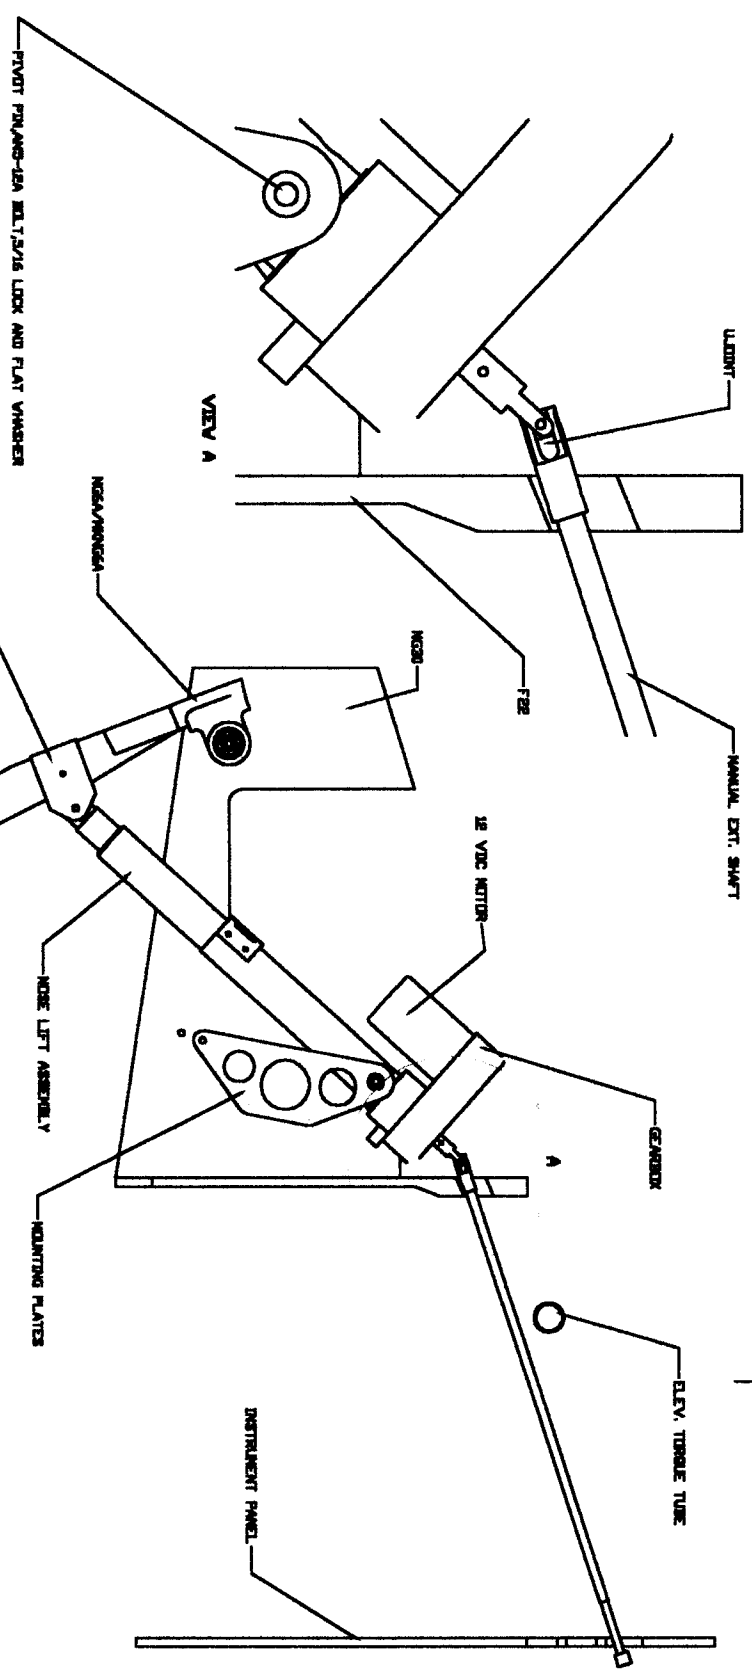 PIVOT PIN,AN5-12A BOLT,5/16 LOCK AND FLAT WHASHER
U.JOINT
VIEW A
F22
MANUAL EXT. SHAFT
NG30
12 VDC MOTOR
NOSE LIFT ASSEMBLY
GEARBOX
A
MOUNTING PLATES
ELEV. TORQUE TUBE
INSTRUMENT PANEL